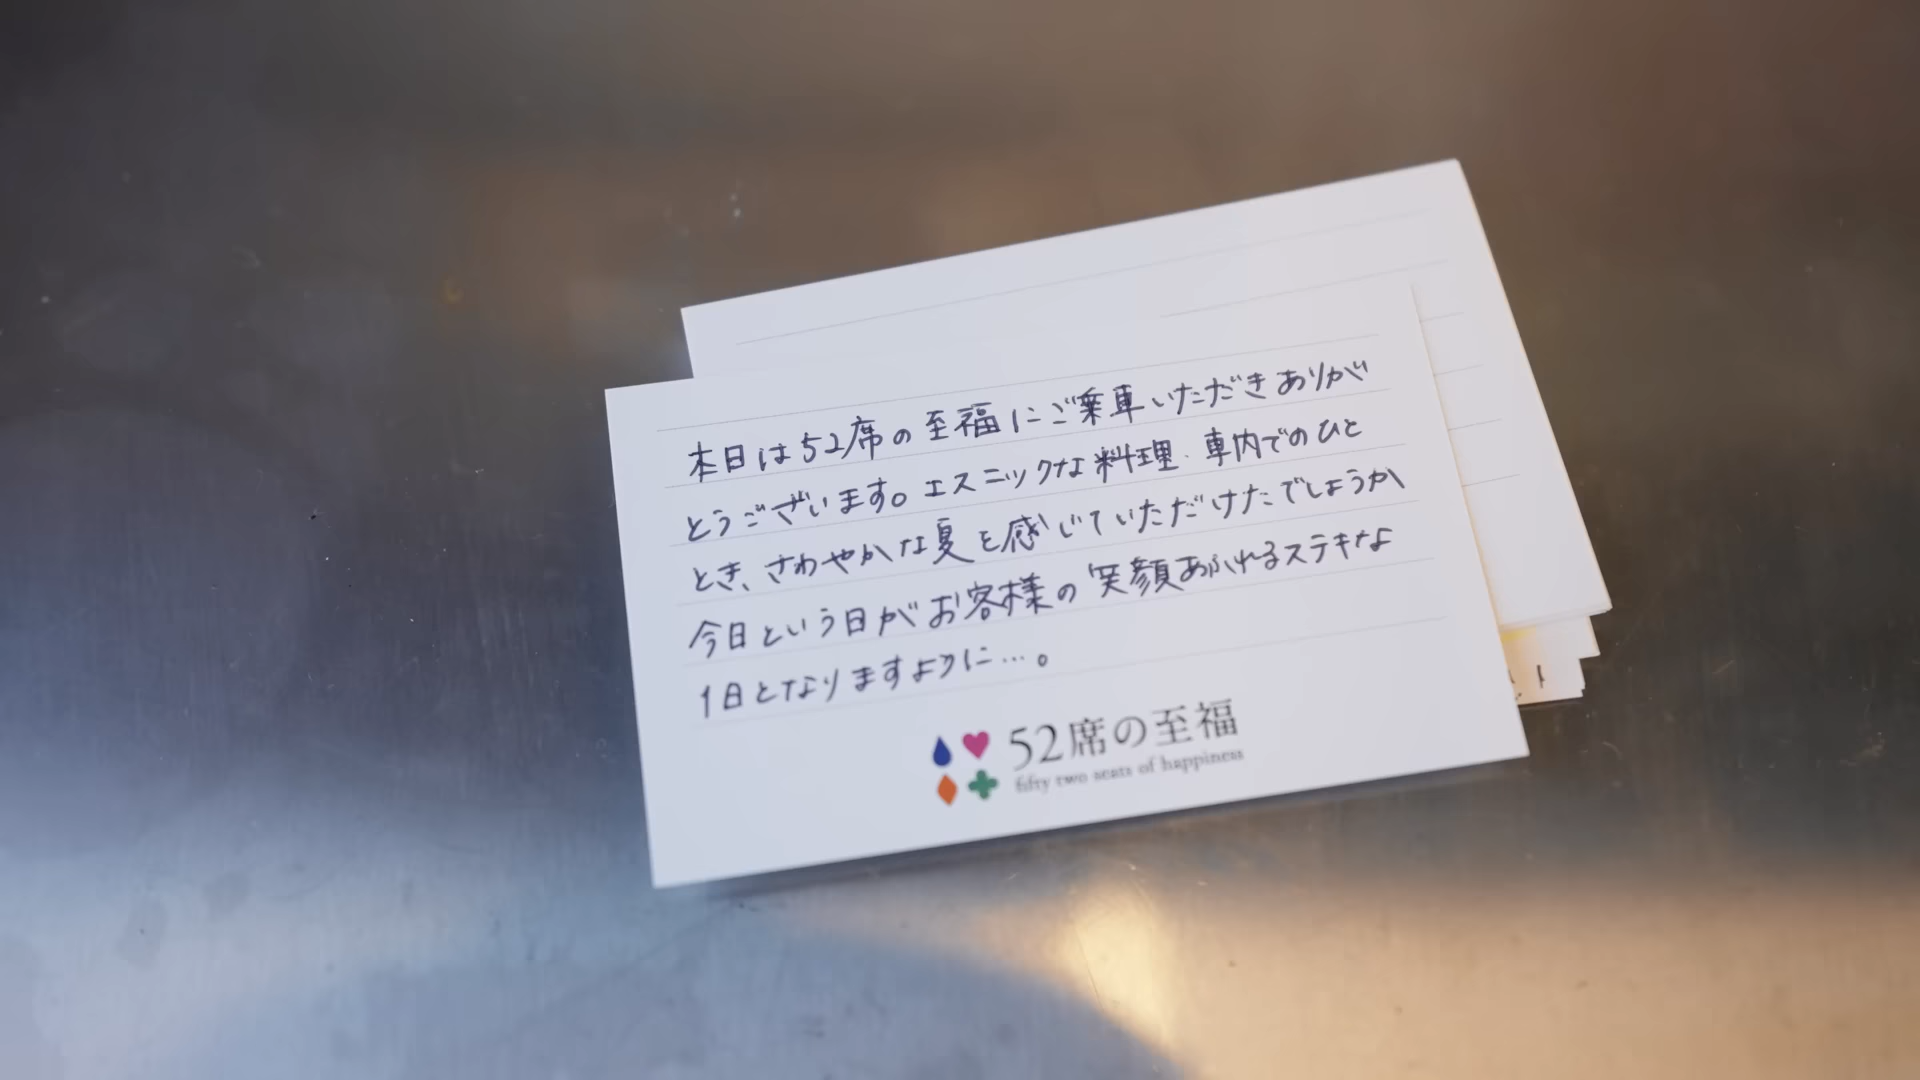 本日は52席の至福にご乗車いただきありが
とうございます。エスニックな料理、車内でのひと
とき、さわやかな夏を感じていただけたでしょうか
今日という日がお客様の笑顔あふれるステキな
1日となりますように…。
52席の至福
fifty two seats of happiness